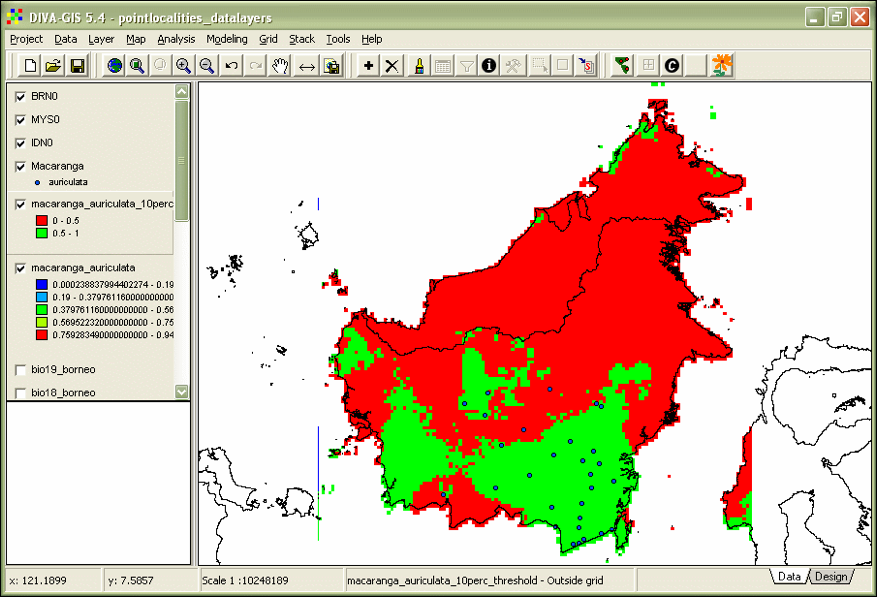 DIVA-GIS 5.4 - pointlocalities_datalayers
Project Data Layer Map Analysis Modeling Grid Stack Tools Help
BRN0
MYS0
IDN0
Macaranga
auriculata
macaranga_auriculata_10perc
0 - 0.5
0.5 - 1
macaranga_auriculata
0.000238837994402274 - 0.19
0.19 - 0.379761160000000
0.379761160000000000 - 0.56
0.569522320000000000 - 0.75
0.759283490000000000 - 0.94
bio19_borneo
bio18_borneo
x: 121.1899 y: 7.5857 Scale 1 :10248189 macaranga_auriculata_10perc_threshold - Outside grid Data Design